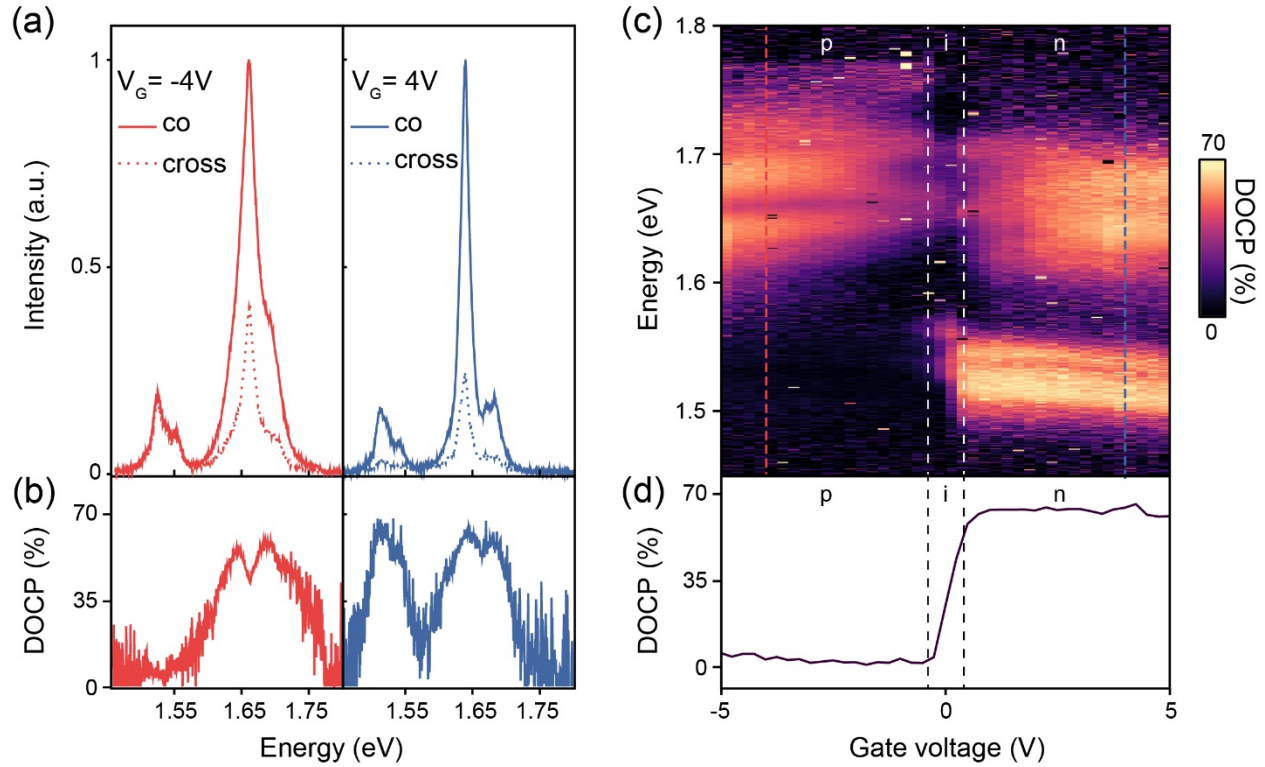 (a)
V_G = -4V
co
cross
V_G = 4V
co
cross
1
0.5
0
Intensity (a.u.)
(b)
70
35
0
DOCP (%)
1.55 1.65 1.75 1.55 1.65 1.75
Energy (eV)
(c)
p i n
1.8
1.7
1.6
1.5
Energy (eV)
70
0
DOCP (%)
(d)
p i n
70
35
0
DOCP (%)
-5 0 5
Gate voltage (V)